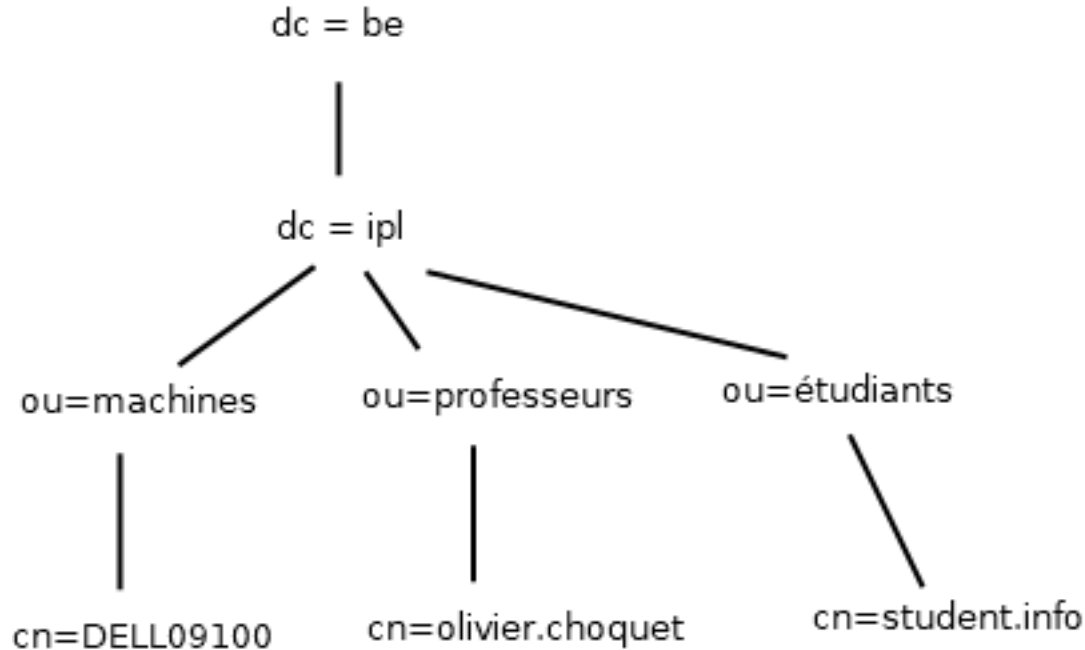 dc = be
dc = ipl
ou=machines
ou=professeurs
ou=étudiants
cn=DELL09100
cn=olivier.choquet
cn=student.info